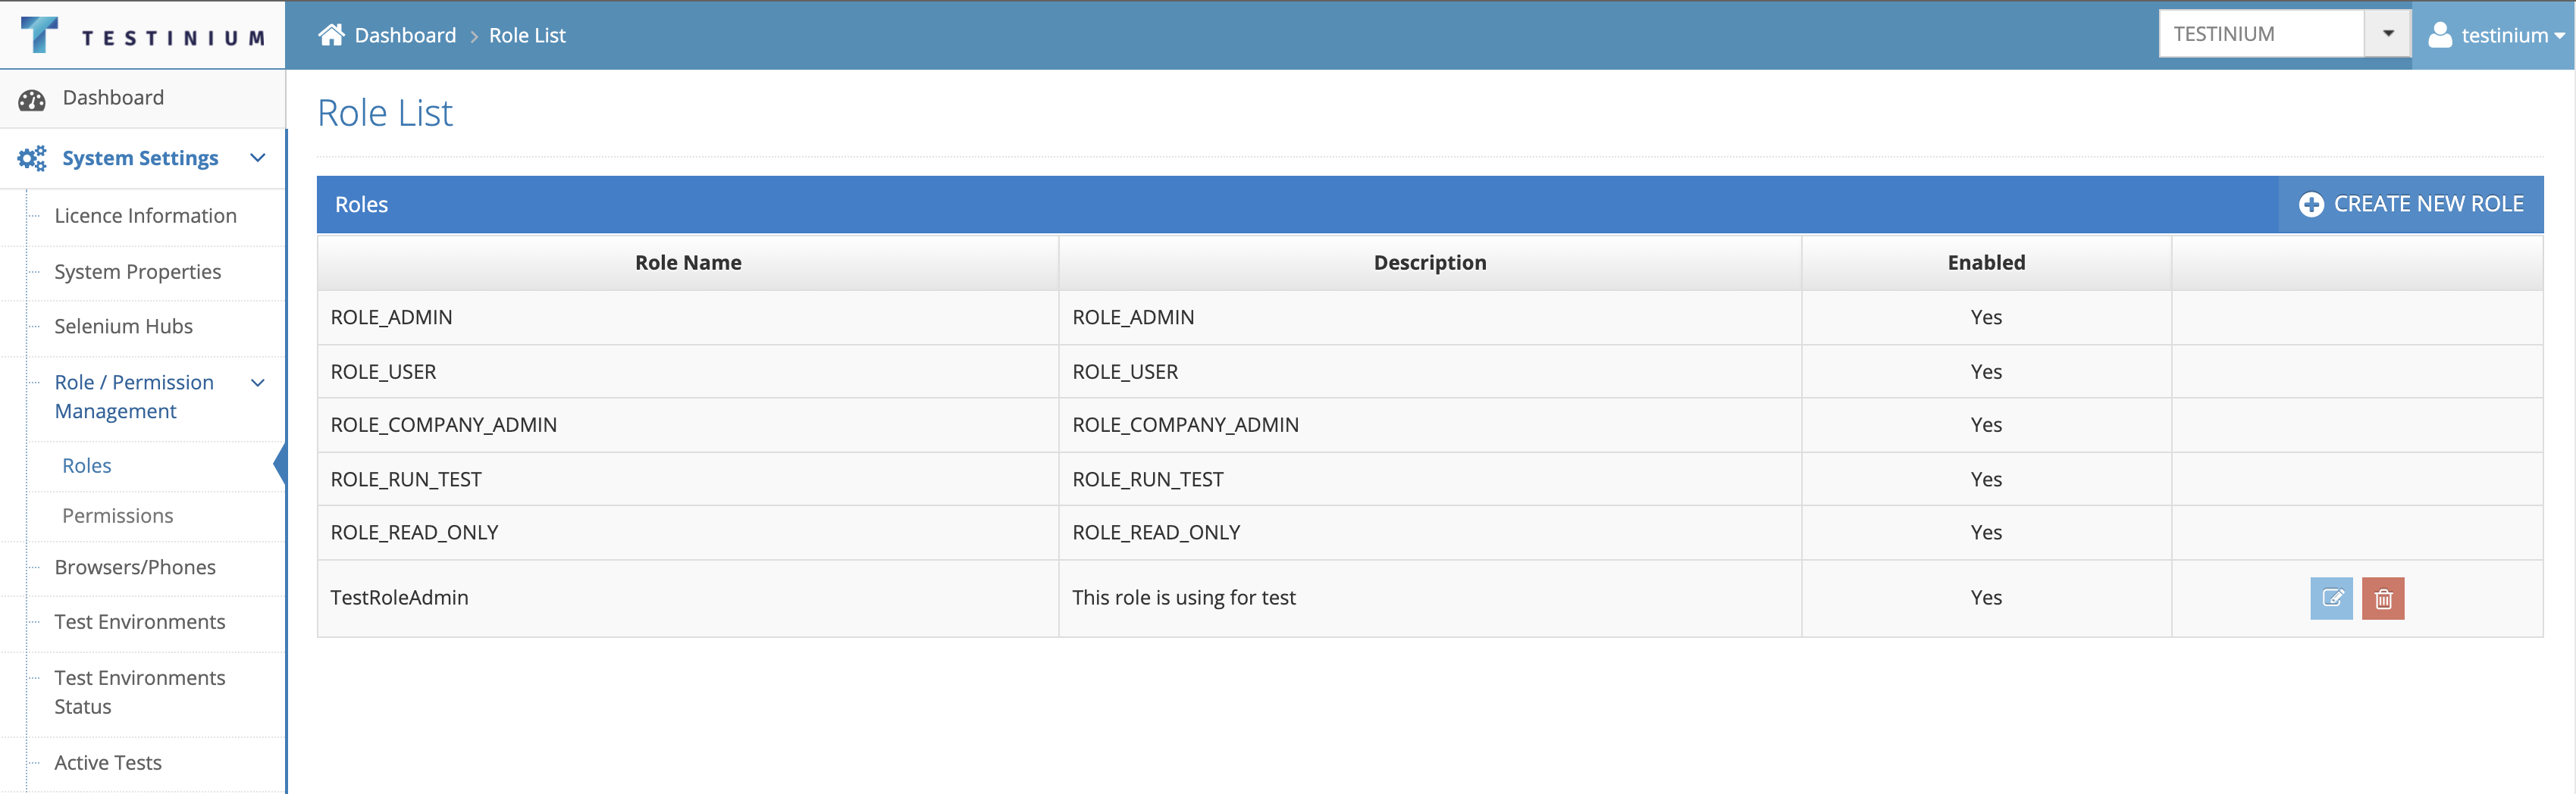 TESTINIUM
Dashboard > Role List
TESTINIUM
testinium
Dashboard
System Settings
Licence Information
System Properties
Selenium Hubs
Role / Permission
Management
Roles
Permissions
Browsers/Phones
Test Environments
Test Environments
Status
Active Tests
Role List
Roles
CREATE NEW ROLE
Role Name Description Enabled
ROLE_ADMIN ROLE_ADMIN Yes
ROLE_USER ROLE_USER Yes
ROLE_COMPANY_ADMIN ROLE_COMPANY_ADMIN Yes
ROLE_RUN_TEST ROLE_RUN_TEST Yes
ROLE_READ_ONLY ROLE_READ_ONLY Yes
TestRoleAdmin This role is using for test Yes